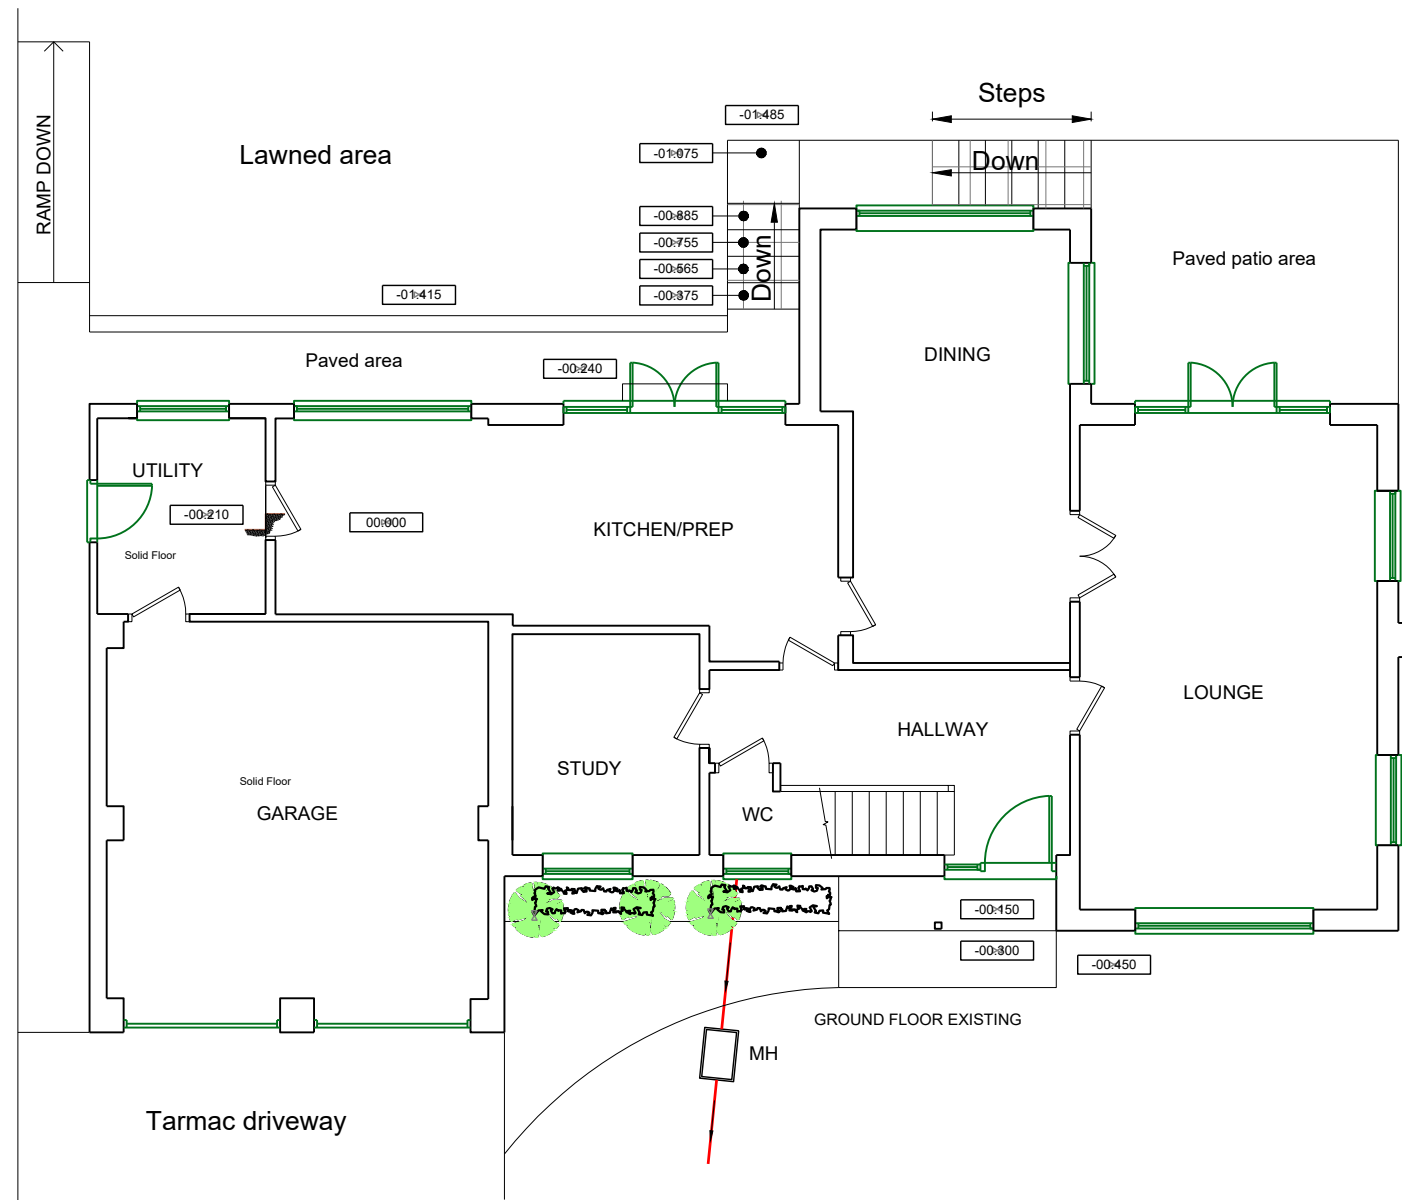 Steps
-01.485
RAMP DOWN
Lawned area
-01.075
Down
-00.885
-00.755
Down
Paved patio area
-00.565
-01.415
-00.375
Paved area
-00.240
DINING
UTILITY
-00.210
00.000
KITCHEN/PREP
Solid Floor
LOUNGE
HALLWAY
STUDY
Solid Floor
GARAGE
WC
-00.150
-00.300
-00.450
GROUND FLOOR EXISTING
MH
Tarmac driveway